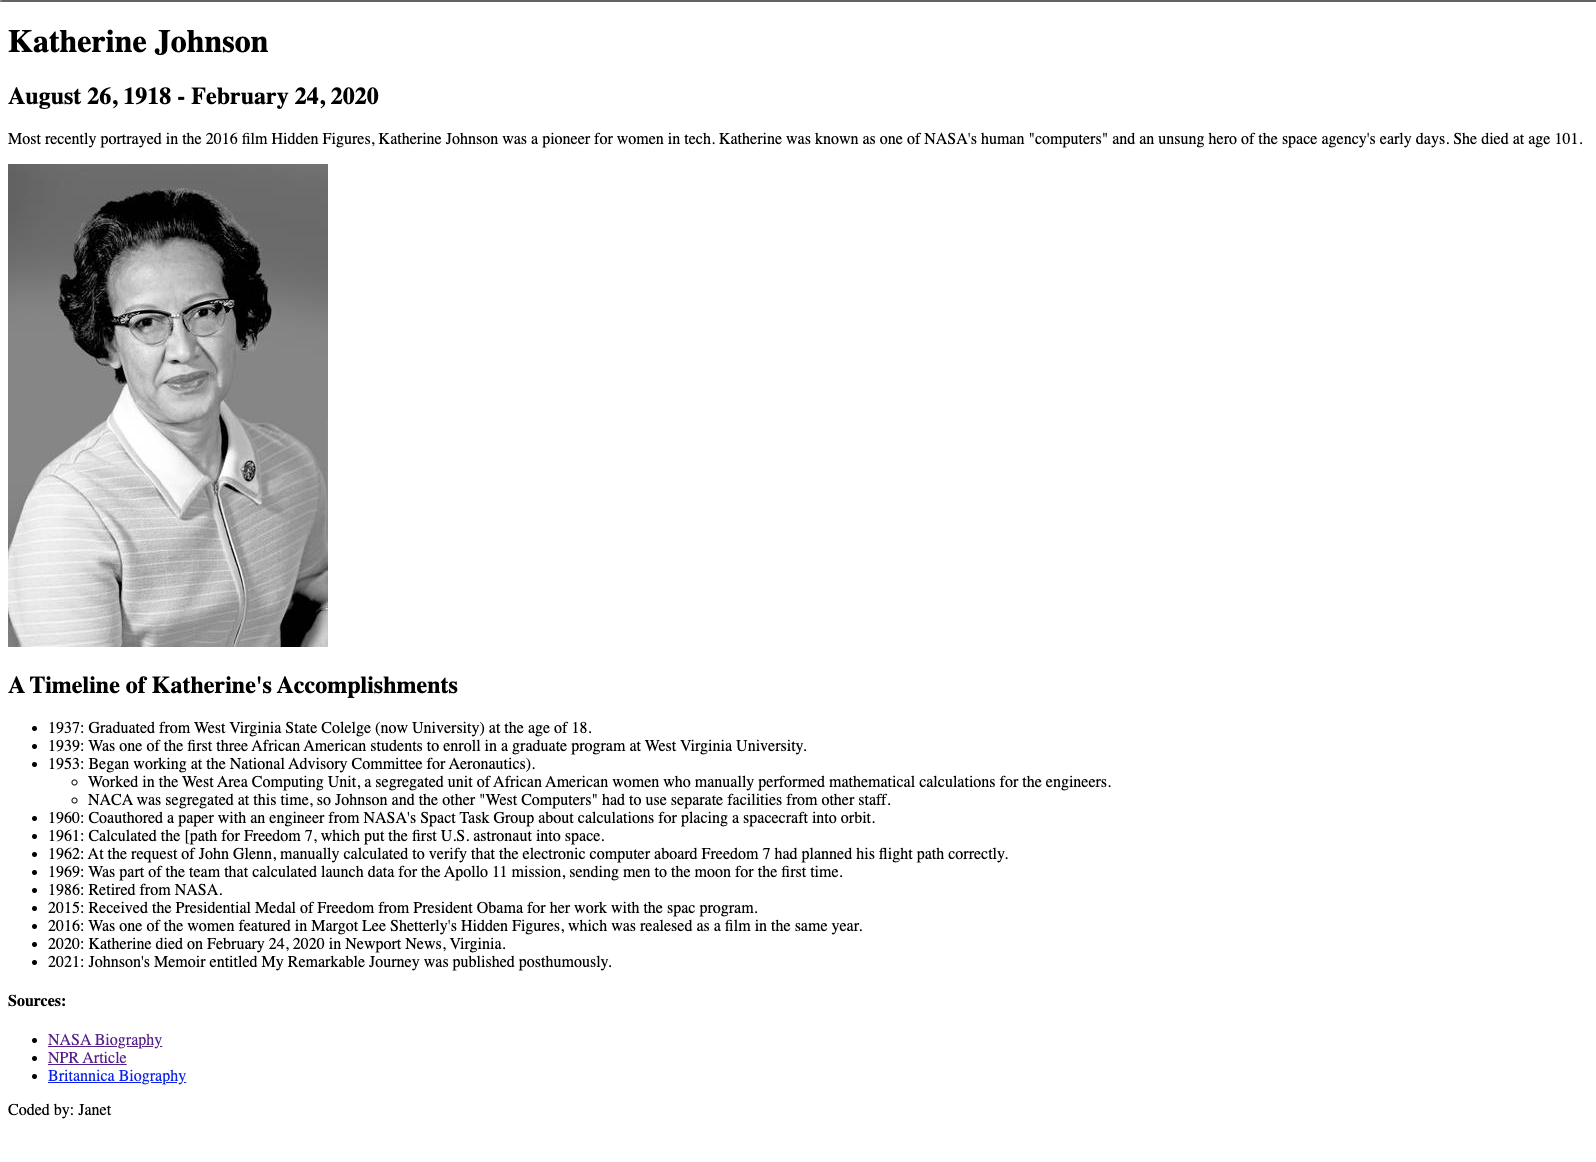 Katherine Johnson
August 26, 1918 - February 24, 2020
Most recently portrayed in the 2016 film Hidden Figures, Katherine Johnson was a pioneer for women in tech. Katherine was known as one of NASA's human "computers" and an unsung hero of the space agency's early days. She died at age 101.
A Timeline of Katherine's Accomplishments
• 1937: Graduated from West Virginia State Colelge (now University) at the age of 18.
• 1939: Was one of the first three African American students to enroll in a graduate program at West Virginia University.
• 1953: Began working at the National Advisory Committee for Aeronautics).
◦ Worked in the West Area Computing Unit, a segregated unit of African American women who manually performed mathematical calculations for the engineers.
◦ NACA was segregated at this time, so Johnson and the other "West Computers" had to use separate facilities from other staff.
• 1960: Coauthored a paper with an engineer from NASA's Spact Task Group about calculations for placing a spacecraft into orbit.
• 1961: Calculated the [path for Freedom 7, which put the first U.S. astronaut into space.
• 1962: At the request of John Glenn, manually calculated to verify that the electronic computer aboard Freedom 7 had planned his flight path correctly.
• 1969: Was part of the team that calculated launch data for the Apollo 11 mission, sending men to the moon for the first time.
• 1986: Retired from NASA.
• 2015: Received the Presidential Medal of Freedom from President Obama for her work with the spac program.
• 2016: Was one of the women featured in Margot Lee Shetterly's Hidden Figures, which was realesed as a film in the same year.
• 2020: Katherine died on February 24, 2020 in Newport News, Virginia.
• 2021: Johnson's Memoir entitled My Remarkable Journey was published posthumously.
Sources:
• NASA Biography
• NPR Article
• Britannica Biography
Coded by: Janet